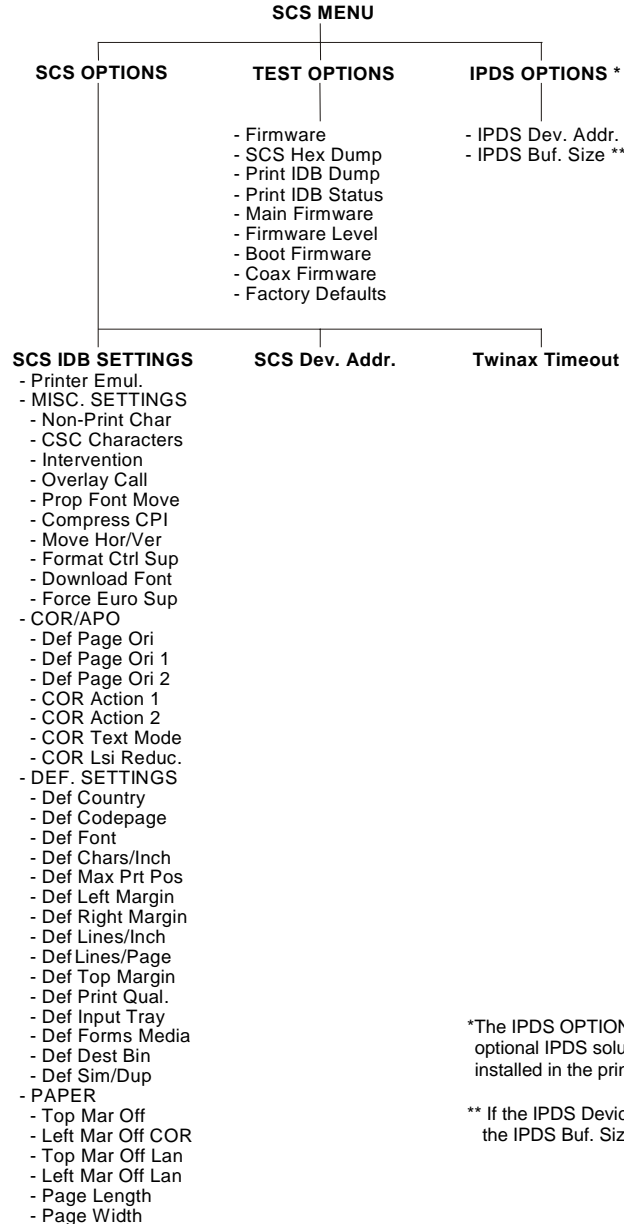 SCS MENU
SCS OPTIONS
TEST OPTIONS
IPDS OPTIONS *
- Firmware
- SCS Hex Dump
- Print IDB Dump
- Print IDB Status
- Main Firmware
- Firmware Level
- Boot Firmware
- Coax Firmware
- Factory Defaults
- IPDS Dev. Addr.
- IPDS Buf. Size **
SCS IDB SETTINGS
SCS Dev. Addr.
Twinax Timeout
- Printer Emul.
- MISC. SETTINGS
- Non-Print Char
- CSC Characters
- Intervention
- Overlay Call
- Prop Font Move
- Compress CPI
- Move Hor/Ver
- Format Ctrl Sup
- Download Font
- Force Euro Sup
- COR/APO
- Def Page Ori
- Def Page Ori 1
- Def Page Ori 2
- COR Action 1
- COR Action 2
- COR Text Mode
- COR Lsi Reduc.
- DEF. SETTINGS
- Def Country
- Def Codepage
- Def Font
- Def Chars/Inch
- Def Max Prt Pos
- Def Left Margin
- Def Right Margin
- Def Lines/Inch
- Def Lines/Page
- Def Top Margin
- Def Print Qual.
- Def Input Tray
- Def Forms Media
- Def Dest Bin
- Def Sim/Dup
- PAPER
- Top Mar Off
- Left Mar Off COR
- Top Mar Off Lan
- Left Mar Off Lan
- Page Length
- Page Width
*The IPDS OPTION
optional IPDS solu
installed in the prin
** If the IPDS Devic
the IPDS Buf. Siz